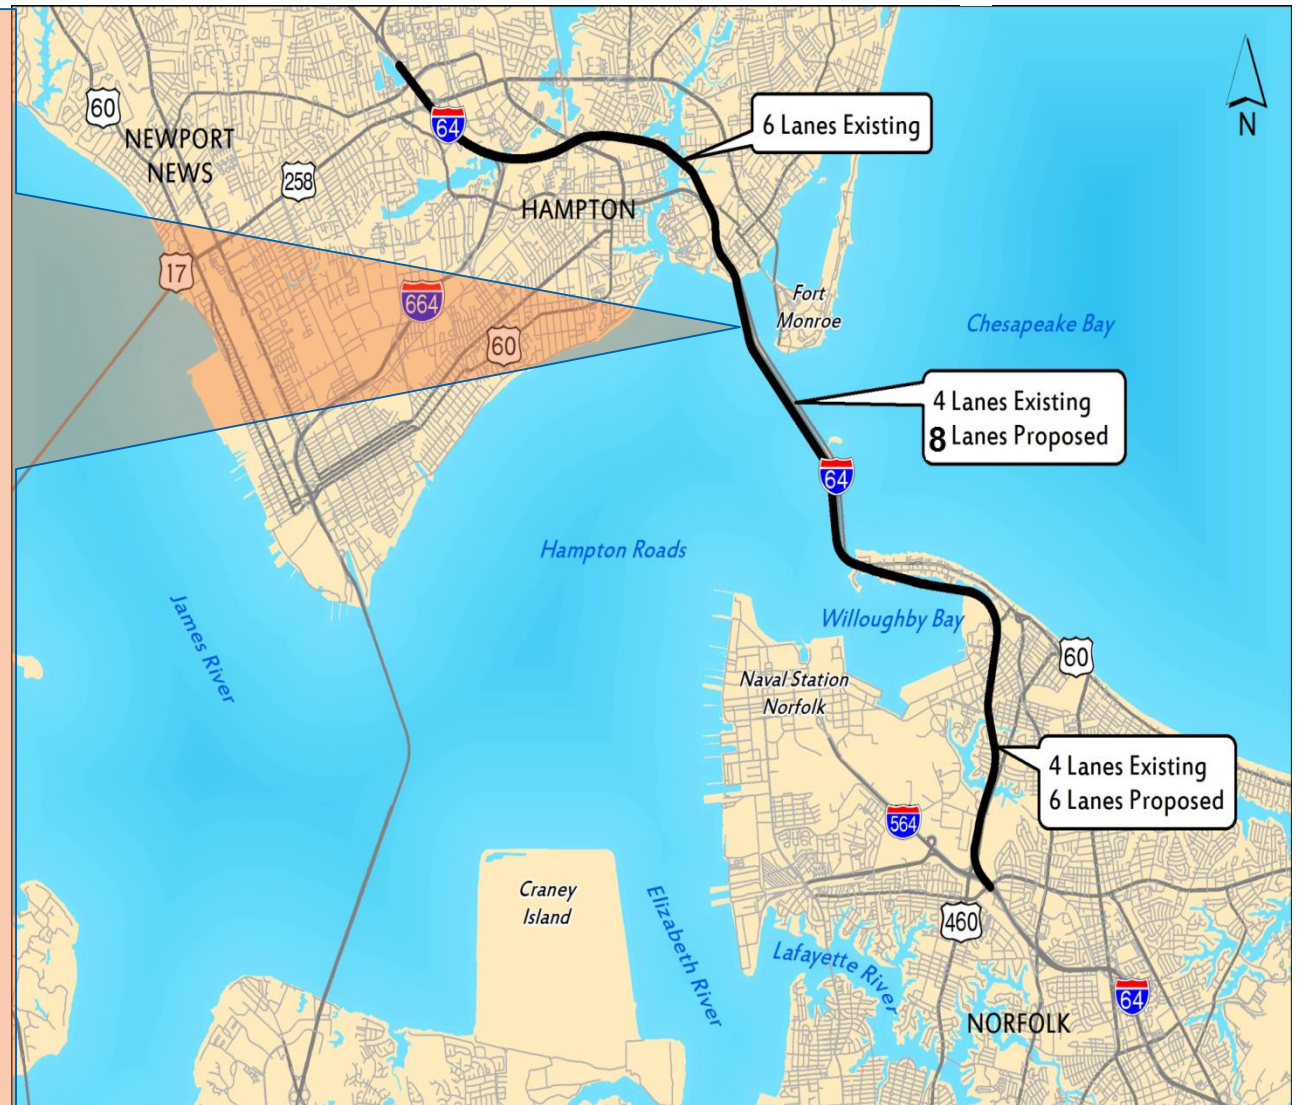 60
NEWPORT
NEWS
64
6 Lanes Existing
N
258
HAMPTON
17
664
60
Fort
Monroe
Chesapeake Bay
4 Lanes Existing
8 Lanes Proposed
64
Hampton Roads
James River
Willoughby Bay
60
Naval Station
Norfolk
4 Lanes Existing
6 Lanes Proposed
564
Craney
Island
Elizabeth River
460
Lafayette River
64
NORFOLK